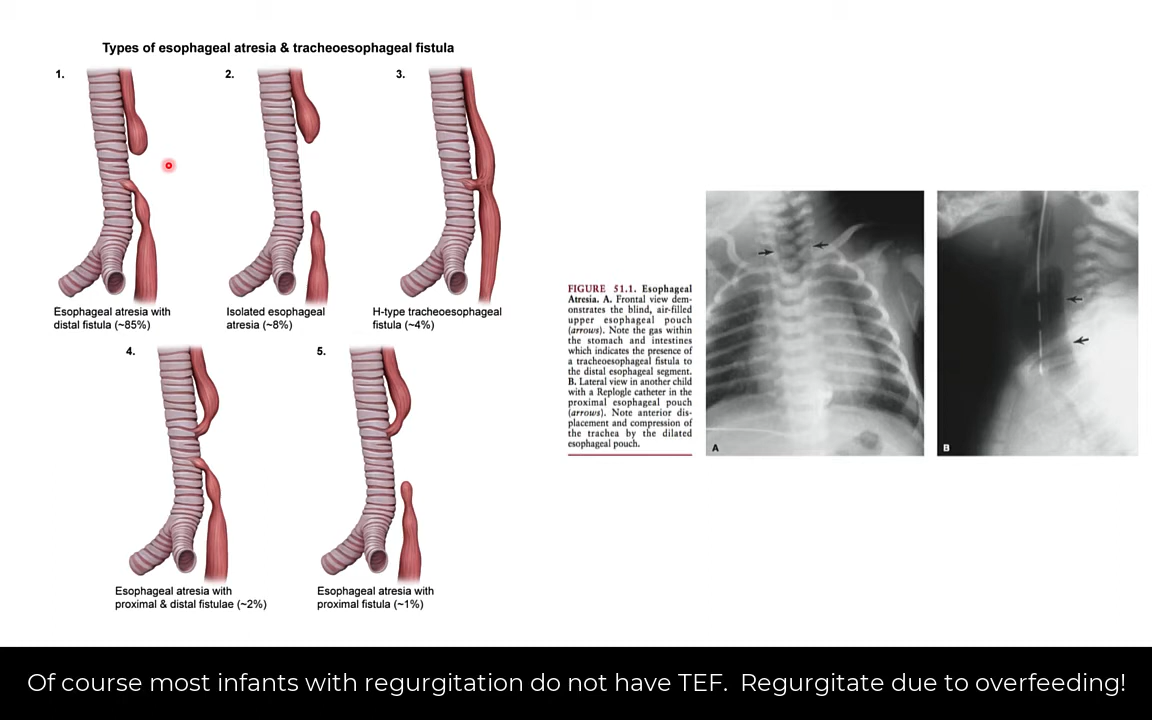 Types of esophageal atresia & tracheoesophageal fistula
1.
2.
3.
Esophageal atresia with
distal fistula (~85%)
Isolated esophageal
atresia (~8%)
H-type tracheoesophageal
fistula (~4%)
4.
5.
Esophageal atresia with
proximal & distal fistulae (~2%)
Esophageal atresia with
proximal fistula (~1%)
FIGURE 51.1. Esophageal
Atresia. A. Frontal view dem-
onstrates the blind, air-filled
upper esophageal pouch
(arrows). Note the gas within
the stomach and intestines
which indicates the presence of
a tracheoesophageal fistula to
the distal esophageal segment.
B. Lateral view in another child
with a Replogle catheter in the
proximal esophageal pouch
(arrows). Note anterior dis-
placement and compression of
the trachea by the dilated
esophageal pouch.
A
B
Of course most infants with regurgitation do not have TEF.  Regurgitate due to overfeeding!